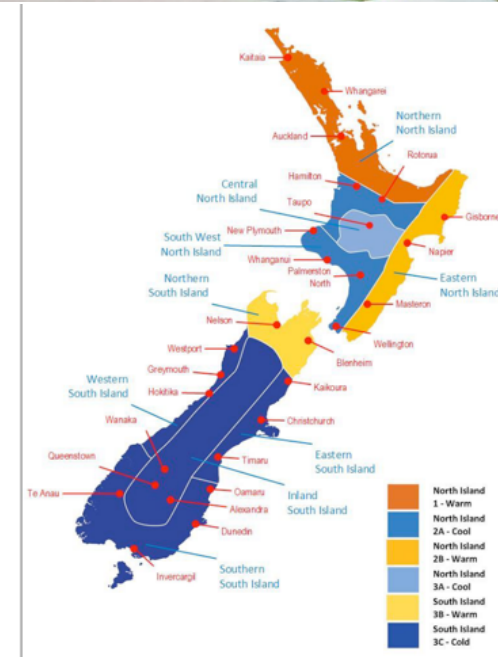 Kaitaia
Whangarei
Northern
North Island
Auckland
Rotorua
Hamilton
Central
North Island
Taupo
Gisborne
New Plymouth
South West
North Island
Napier
Whanganui
Palmerston
North
Eastern
North Island
Northern
South Island
Masteron
Nelson
Wellington
Westport
Blenheim
Greymouth
Kaikoura
Western
South Island
Hokitika
Christchurch
Wanaka
Eastern
South Island
Queenstown
Timaru
Te Anau
Oamaru
Inland
South Island
Alexandra
Dunedin
Invercargil
Southern
South Island
North Island
1 - Warm
North Island
2A - Cool
North Island
2B - Warm
North Island
3A - Cool
South Island
3B - Warm
South Island
3C - Cold